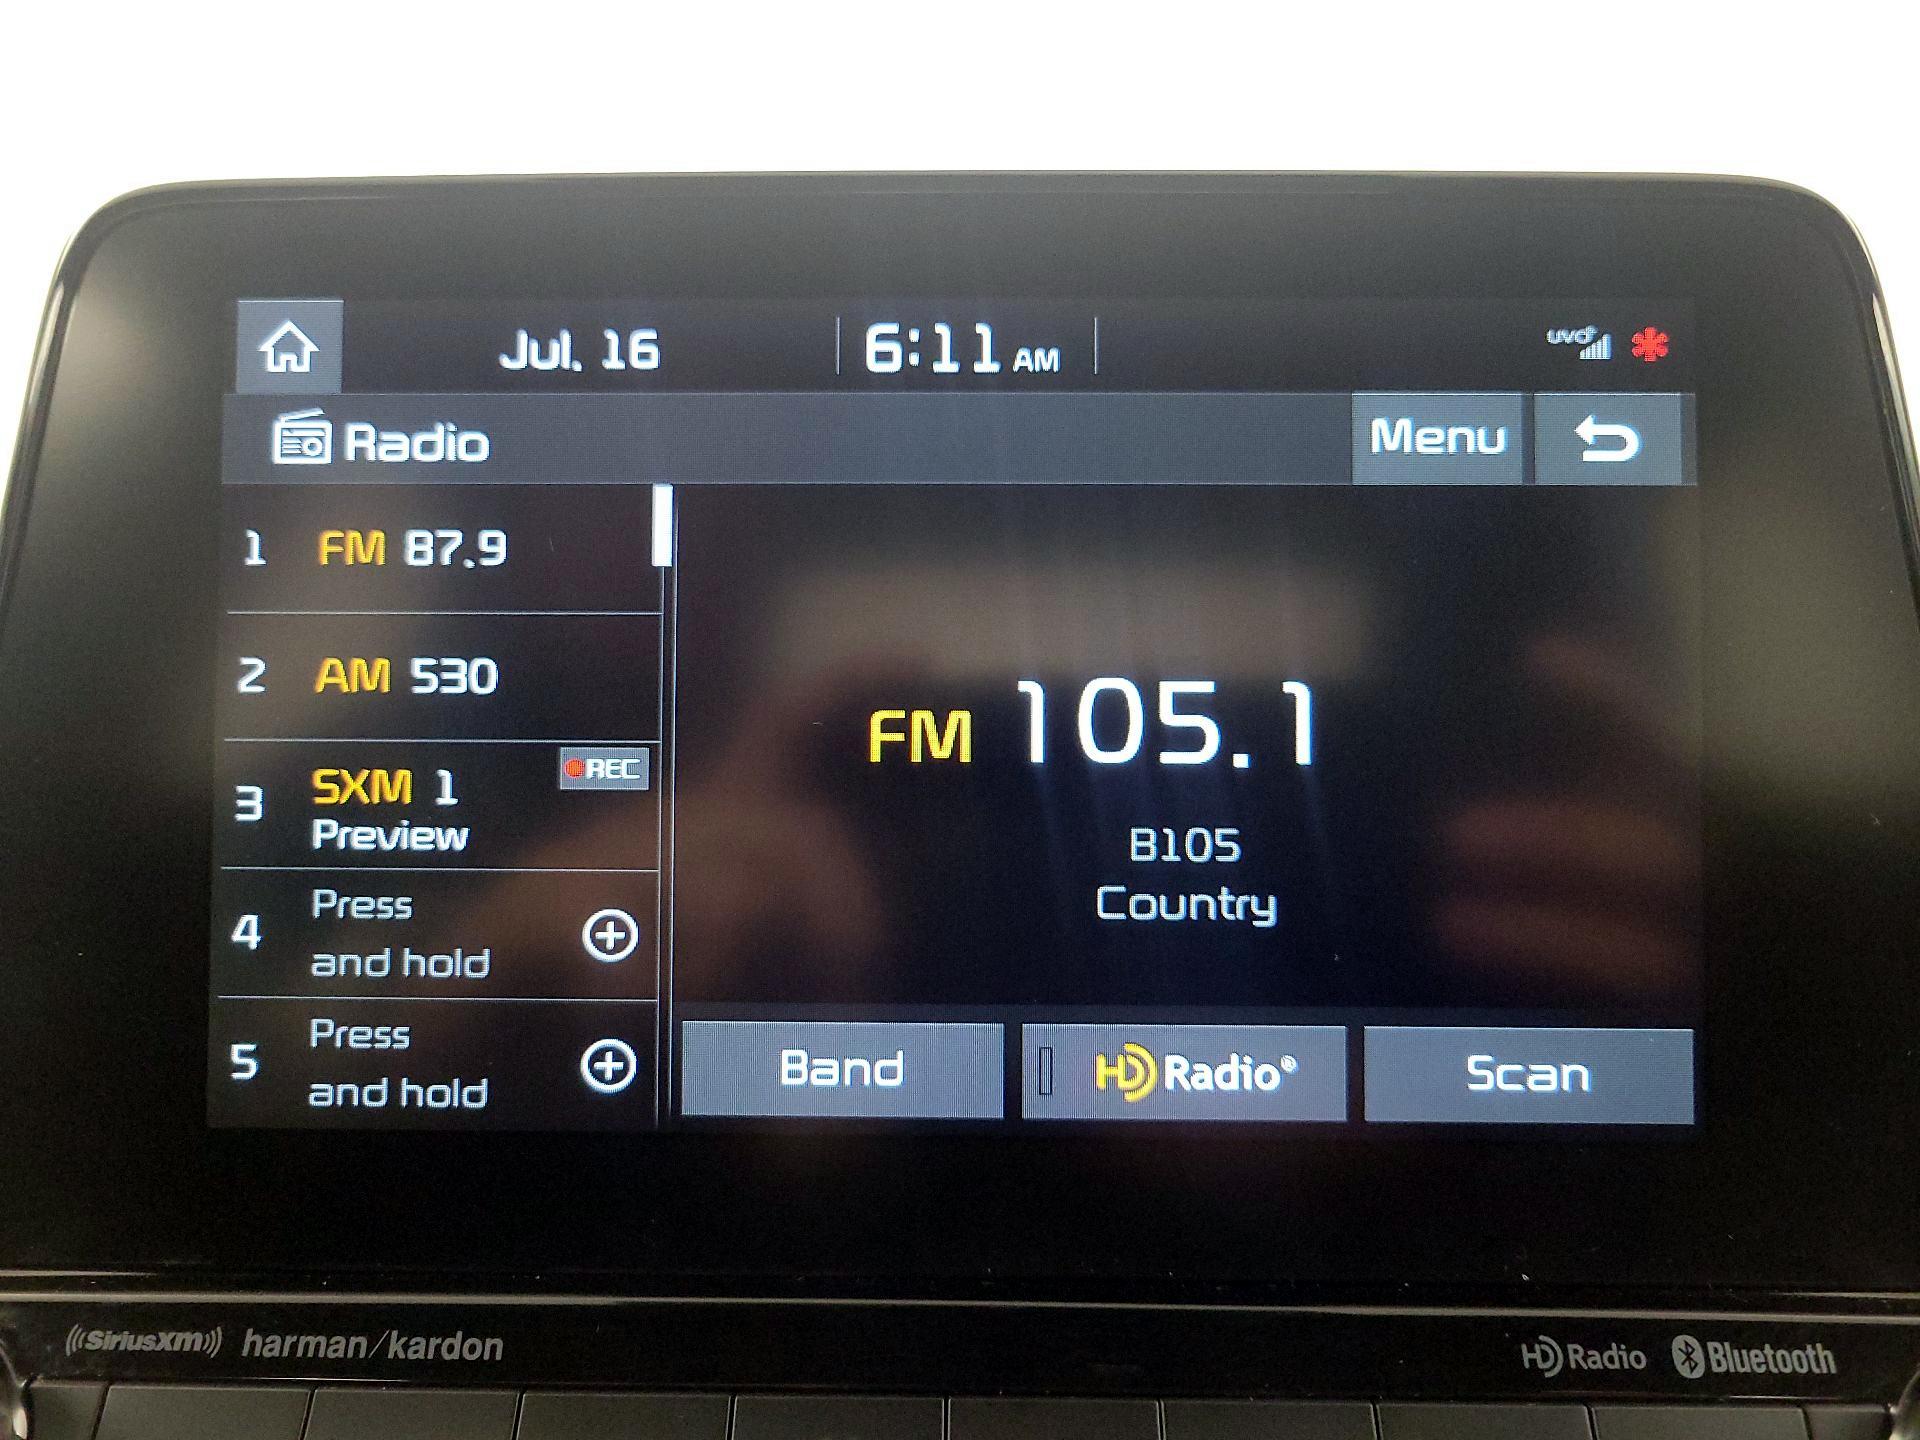 Jul. 16
6:11 AM
uvo
Radio
Menu
1 FM 87.9
2 AM 530
3 SXM 1
REC
Preview
4 Press
and hold
5 Press
and hold
FM 105.1
B105
Country
Band
HD Radio®
Scan
((SiriusXM)) harman/kardon
HD Radio Bluetooth